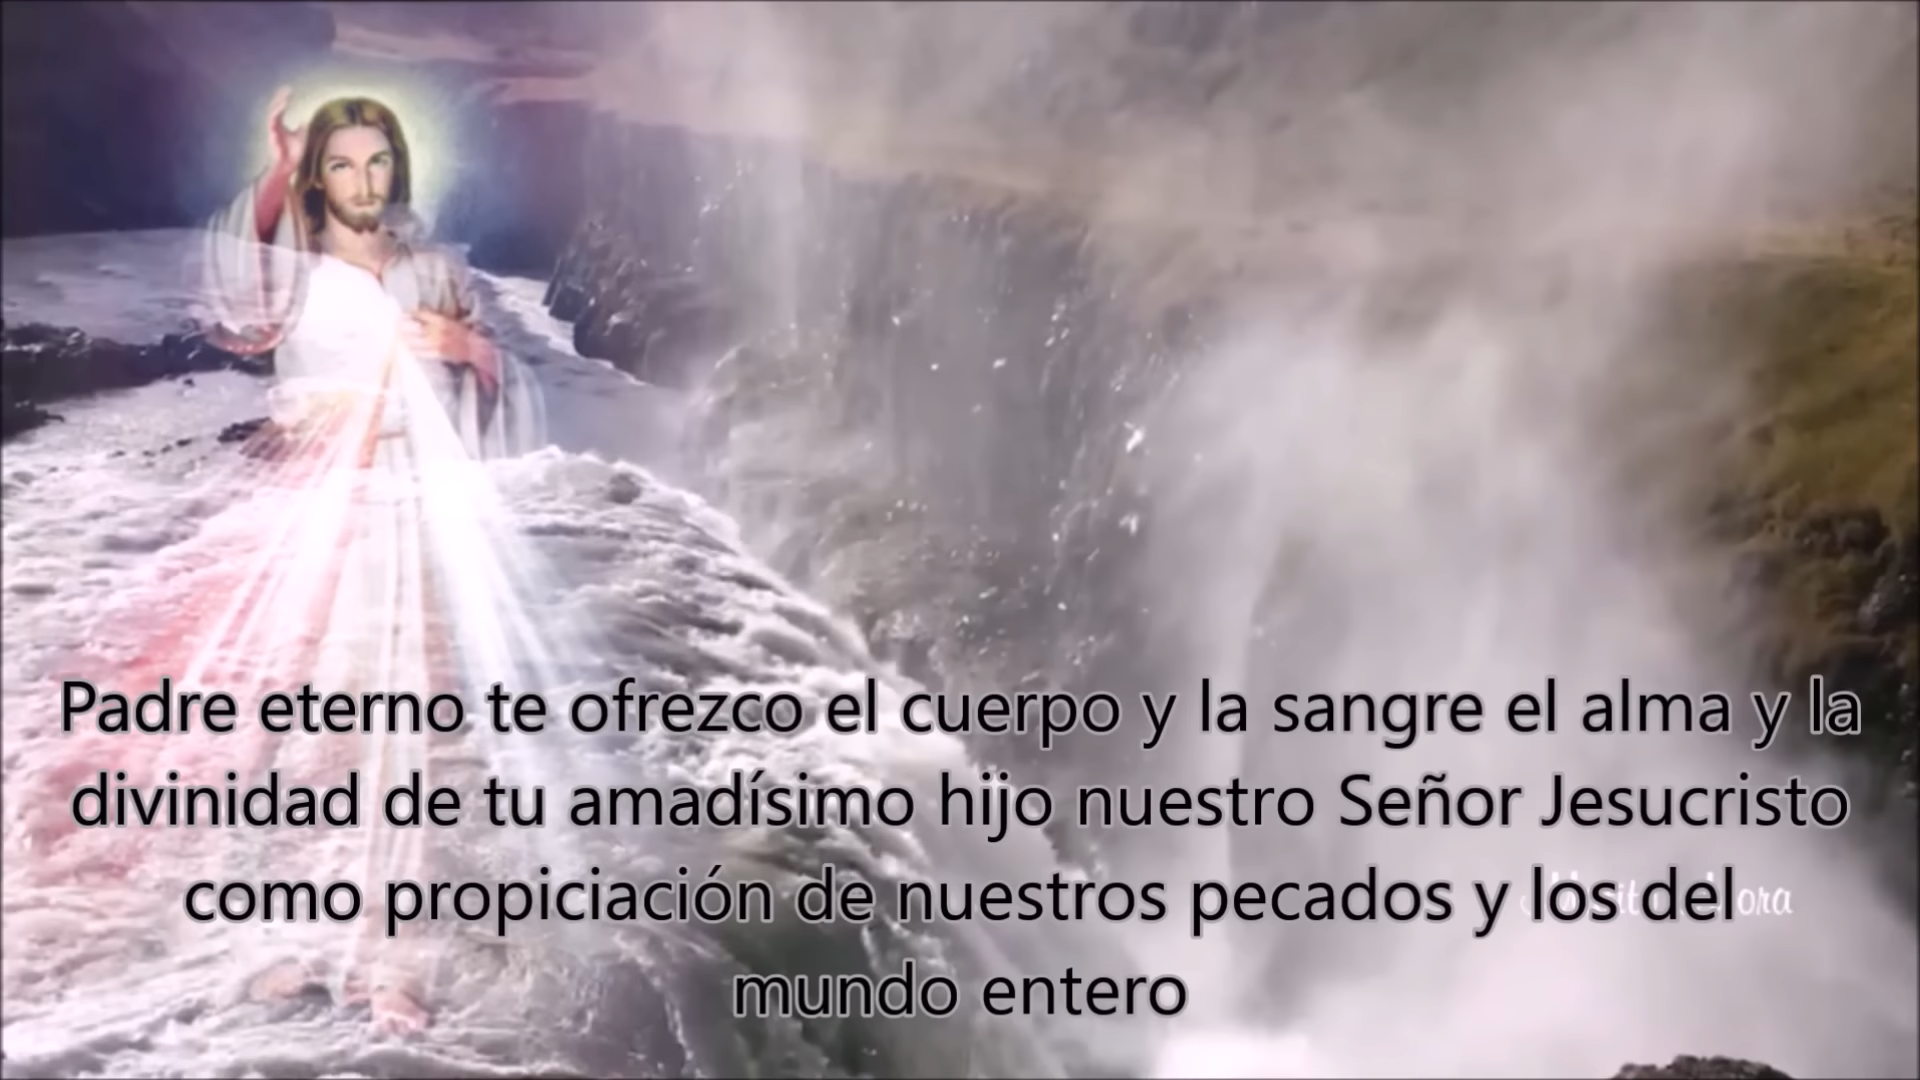 Padre eterno te ofrezco el cuerpo y la sangre el alma y la
divinidad de tu amadísimo hijo nuestro Señor Jesucristo
como propiciación de nuestros pecados y los del
mundo entero